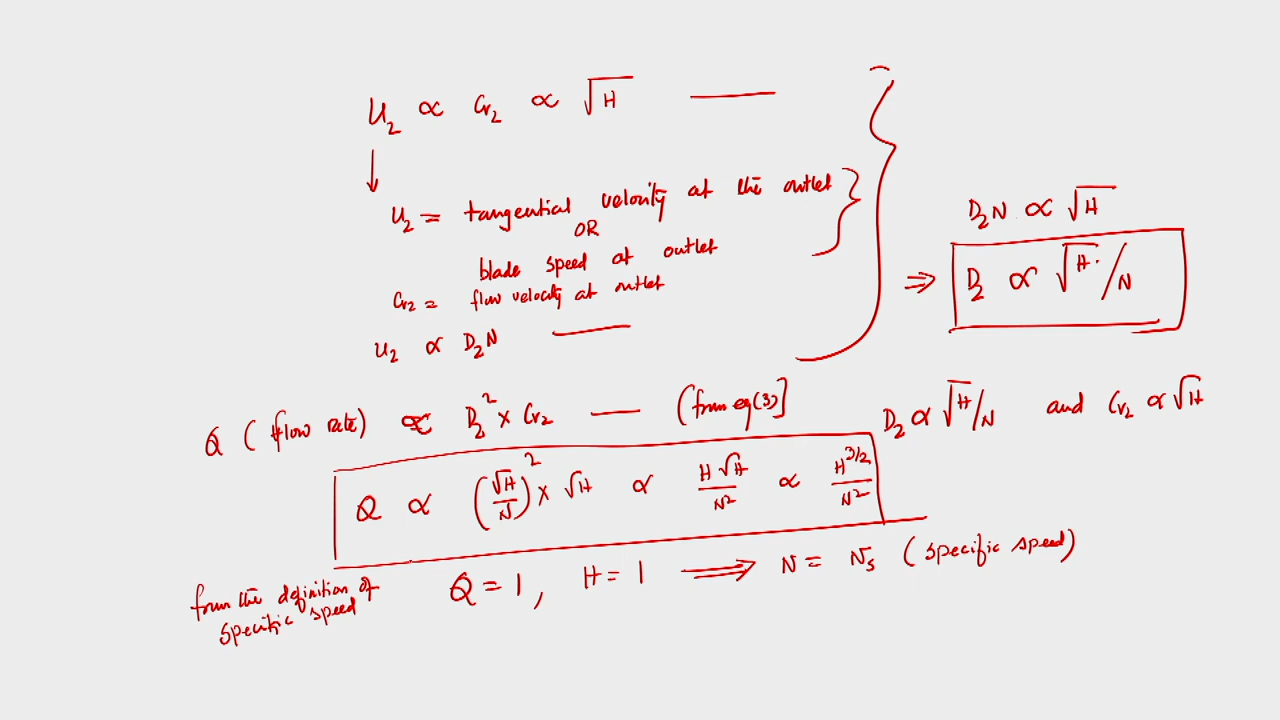 U₂ ∝ Cr₂ ∝ √H ——
↓
U₂ = tangential velocity at the outlet
OR
blade speed at outlet
Cr₂ = flow velocity at outlet
U₂ ∝ D₂N ——
D₂N ∝ √H
⇒ D₂ ∝ √H/N
Q (flow rate) ∝ D₂² × Cr₂ —— (from eq(3)]
D₂ ∝ √H/N and Cr₂ ∝ √H
Q ∝ (√H/N)² × √H ∝ H√H/N² ∝ H^3/2/N²
from the definition of
specific speed
Q = 1, H = 1 ⟹ N = Ns (specific speed)